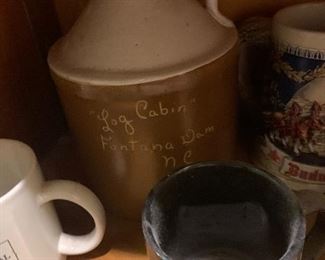 "Log Cabin"
Fontana Dam
NC